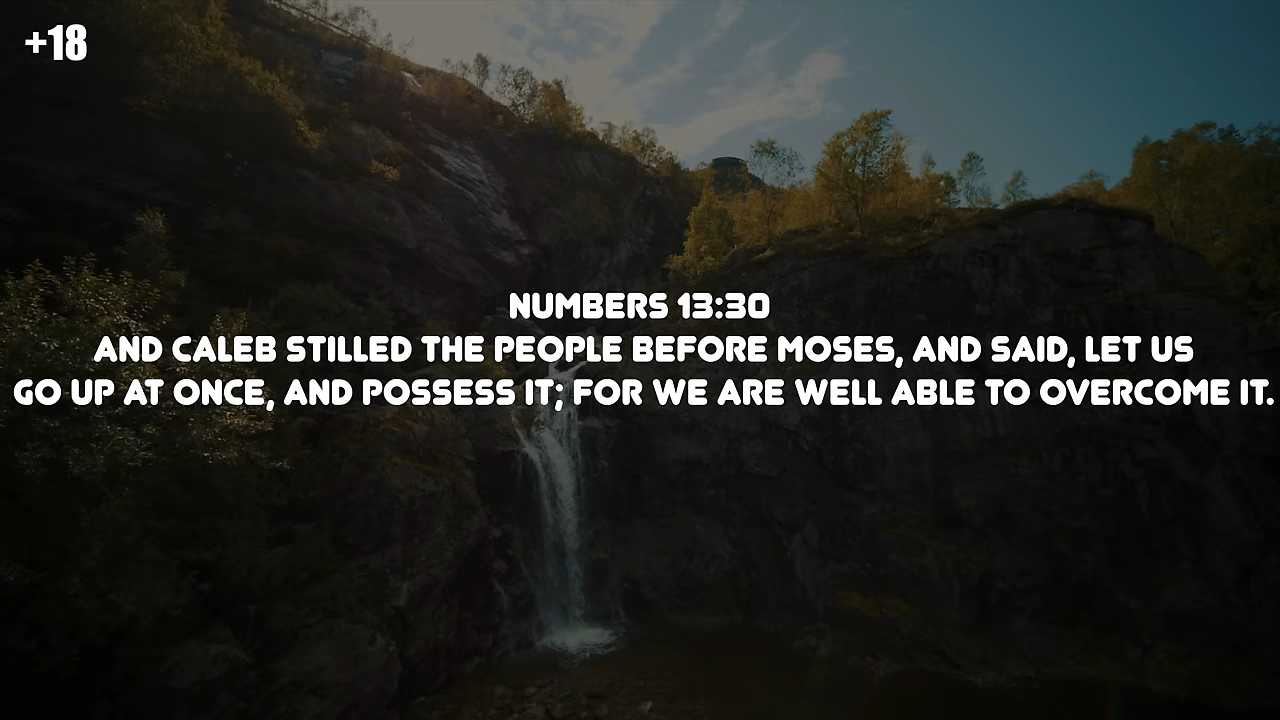 +18
NUMBERS 13:30
AND CALEB STILLED THE PEOPLE BEFORE MOSES, AND SAID, LET US
GO UP AT ONCE, AND POSSESS IT; FOR WE ARE WELL ABLE TO OVERCOME IT.